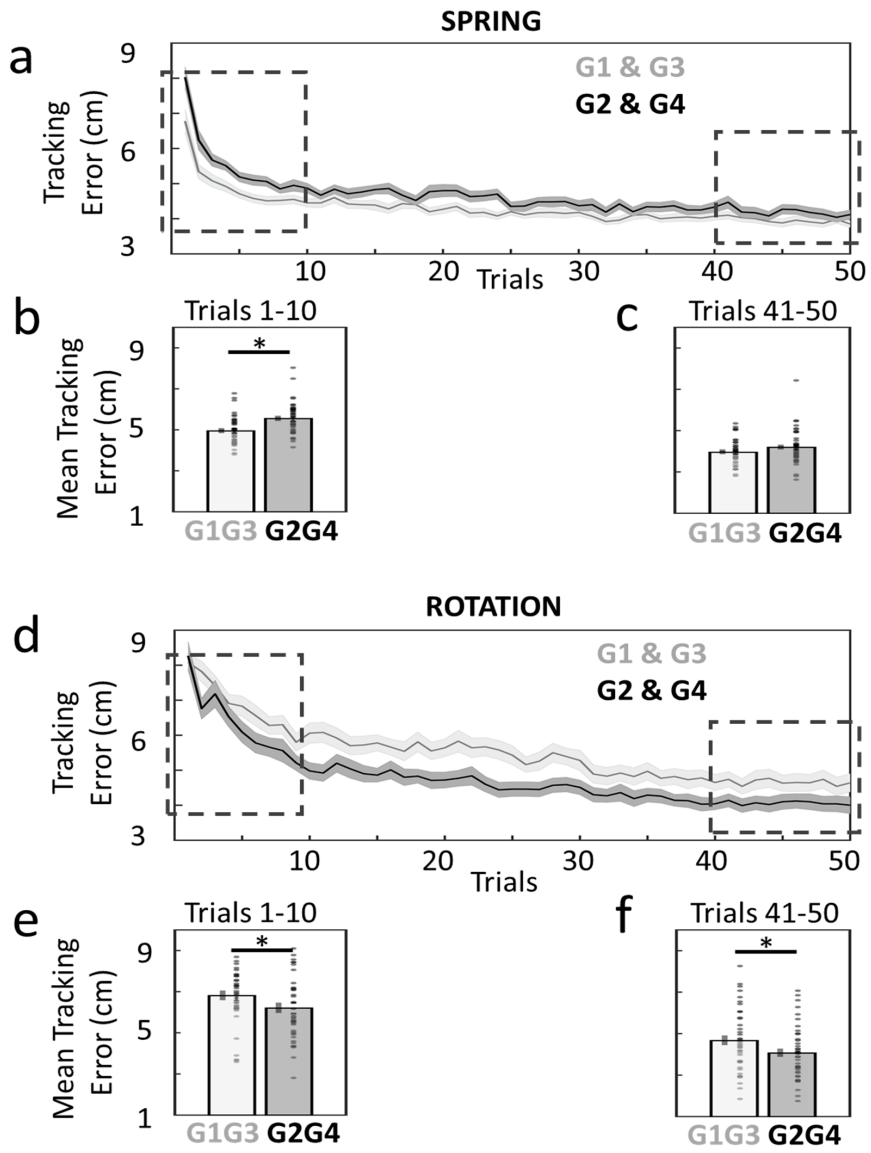 SPRING
a
9
6
3
Tracking
Error (cm)
G1 & G3
G2 & G4
10
20
30
40
50
Trials
b
Trials 1-10
*
9
5
1
Mean Tracking
Error (cm)
G1G3 G2G4
c
Trials 41-50
G1G3 G2G4
ROTATION
d
9
6
3
Tracking
Error (cm)
G1 & G3
G2 & G4
10
20
30
40
50
Trials
e
Trials 1-10
*
9
5
1
Mean Tracking
Error (cm)
G1G3 G2G4
f
Trials 41-50
*
G1G3 G2G4